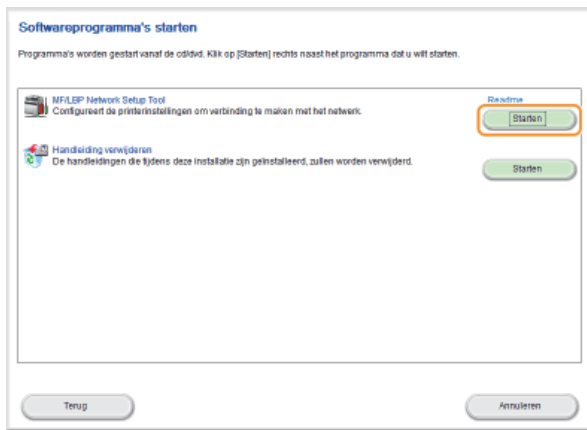 Softwareprogramma's starten
Programma's worden gestart vanaf de cd/dvd. Klik op [Starten] rechts naast het programma dat u wilt starten.
MF/LBP Network Setup Tool
Readme
Configureert de printerinstellingen om verbinding te maken met het netwerk.
Starten
Handleiding verwijderen
De handleidingen die tijdens deze installatie zijn geïnstalleerd, zullen worden verwijderd.
Starten
Terug
Annuleren